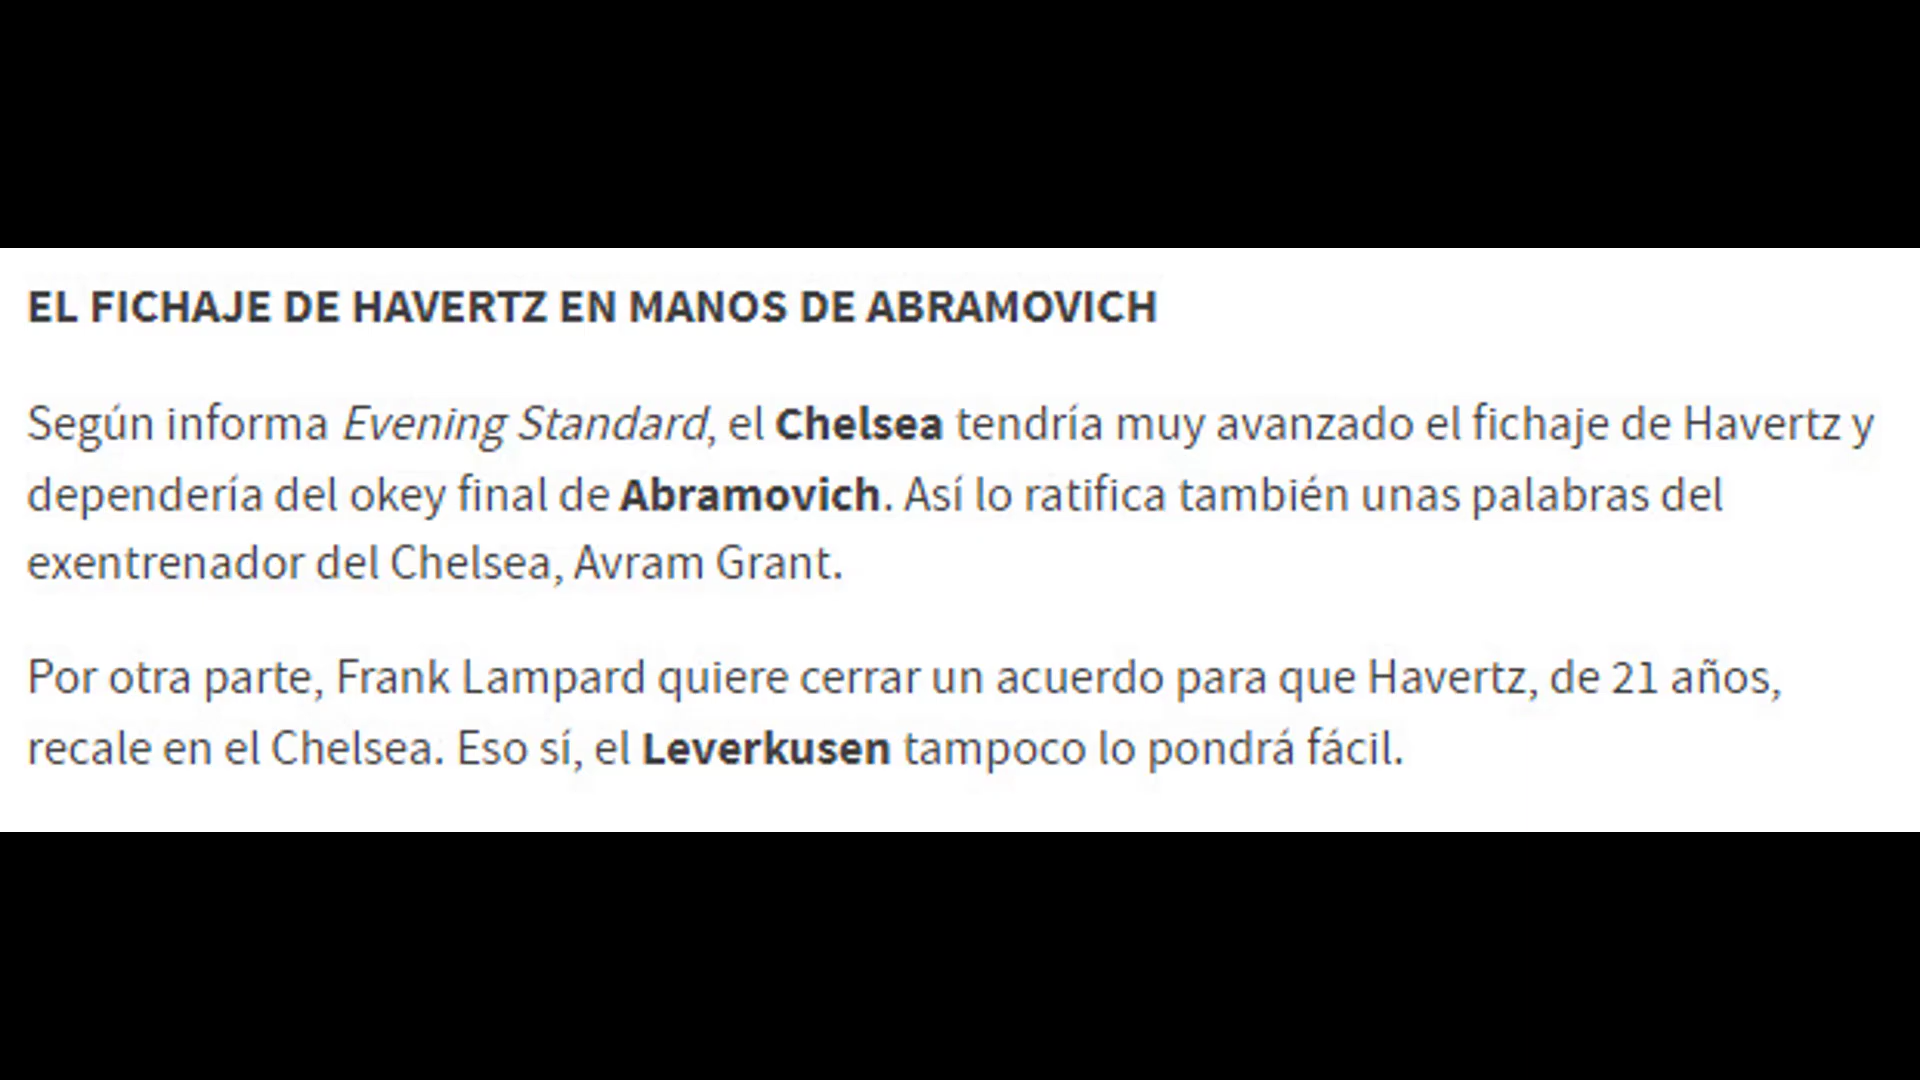 EL FICHAJE DE HAVERTZ EN MANOS DE ABRAMOVICH
Según informa Evening Standard, el Chelsea tendría muy avanzado el fichaje de Havertz y
dependería del okey final de Abramovich. Así lo ratifica también unas palabras del
exentrenador del Chelsea, Avram Grant.
Por otra parte, Frank Lampard quiere cerrar un acuerdo para que Havertz, de 21 años,
recale en el Chelsea. Eso sí, el Leverkusen tampoco lo pondrá fácil.